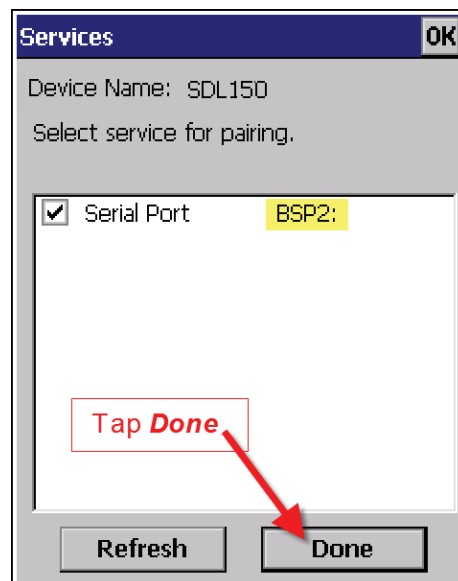 Services OK
Device Name: SDL150
Select service for pairing.
Serial Port BSP2:
Tap Done
Refresh Done